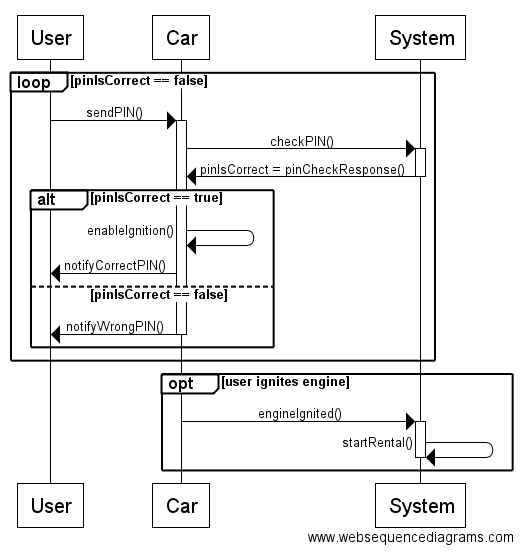 User Car System
loop [pinIsCorrect == false]
sendPIN()
checkPIN()
pinIsCorrect = pinCheckResponse()
alt [pinIsCorrect == true]
enableIgnition()
notifyCorrectPIN()
[pinIsCorrect == false]
notifyWrongPIN()
opt [user ignites engine]
engineIgnited()
startRental()
User Car System
www.websequencediagrams.com